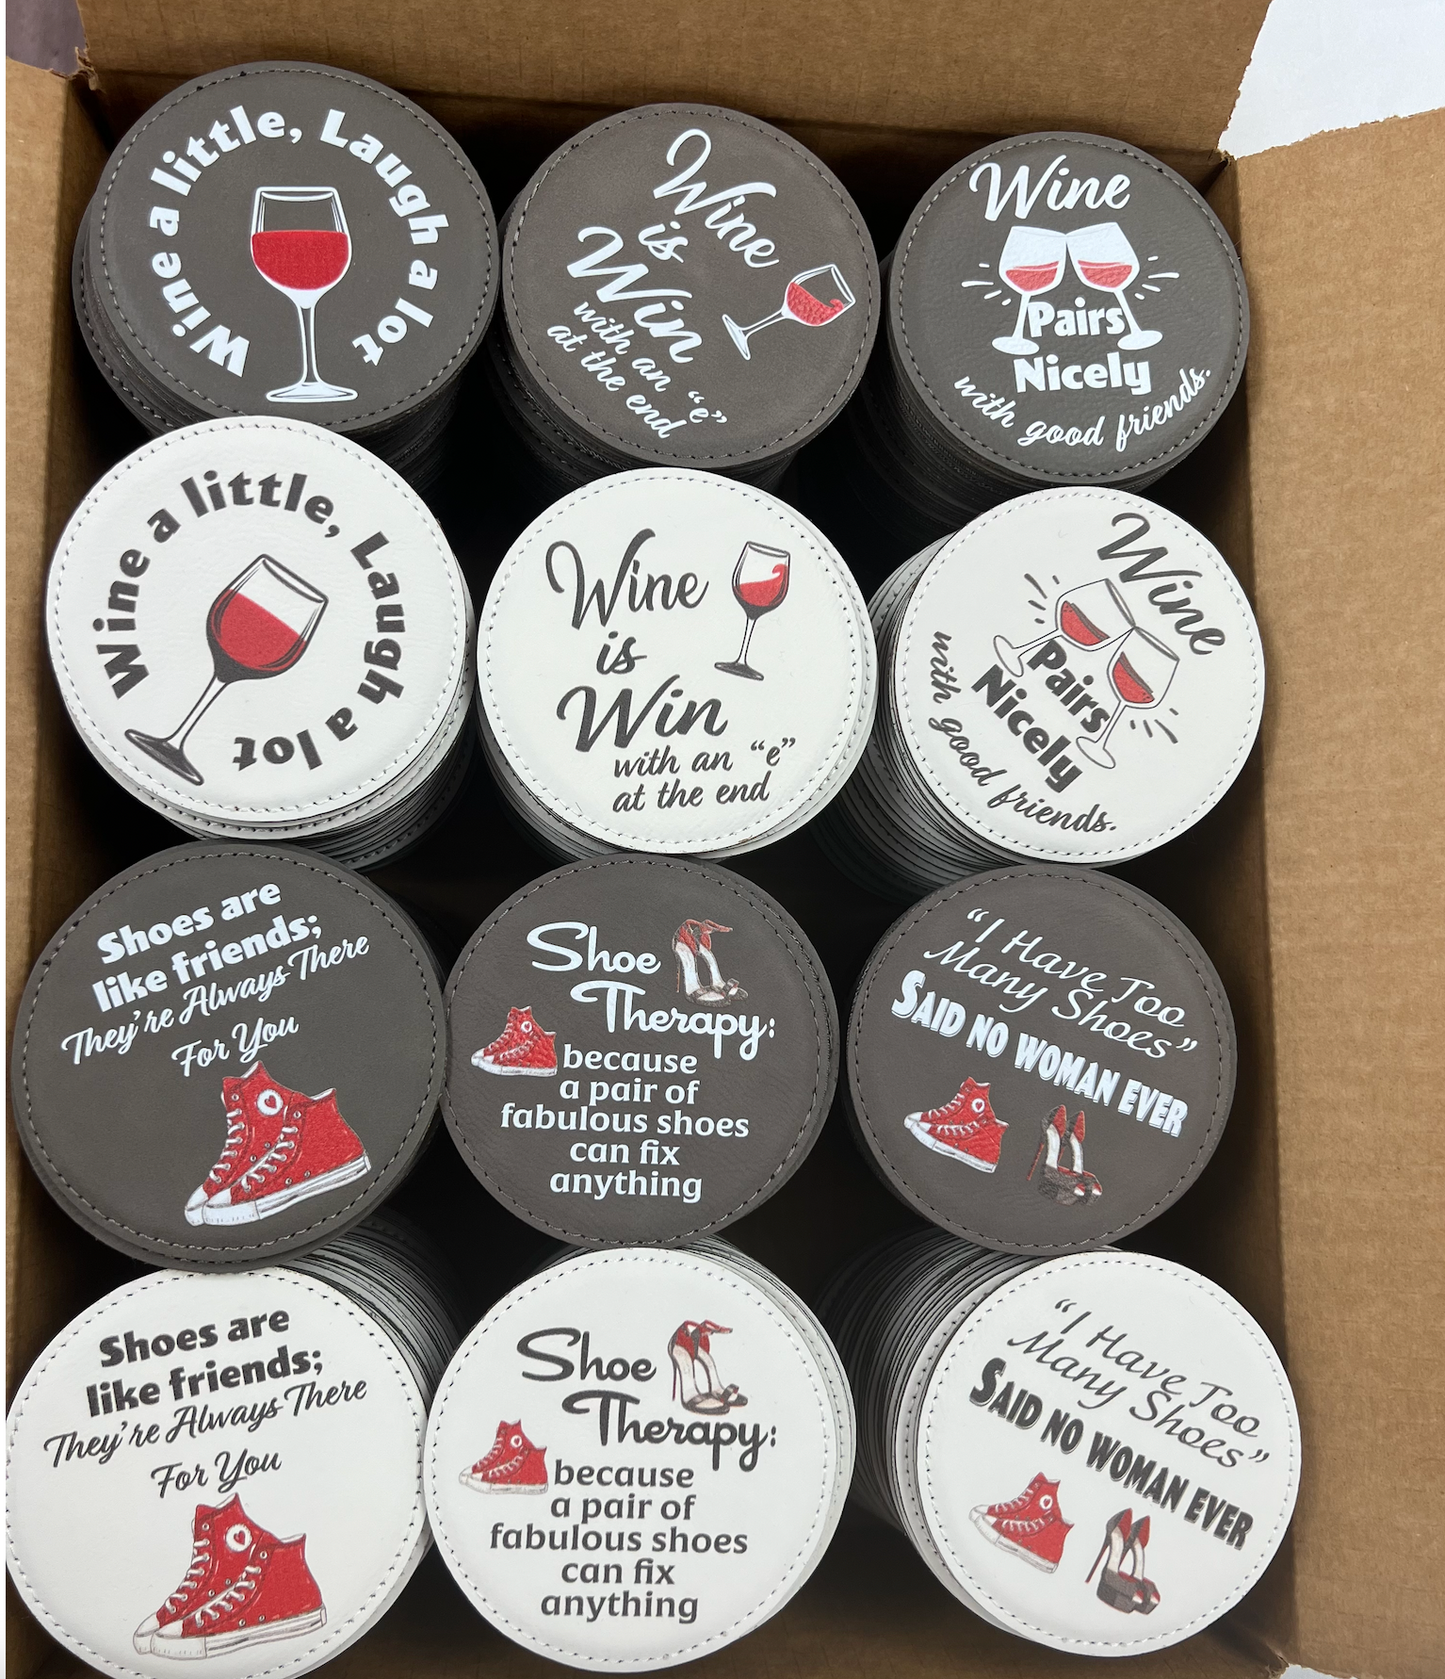 Wine a little, Laugh a lot
Wine
is
Win
with an "e"
at the end
Wine
Pairs
Nicely
with good friends.
Wine a little, Laugh a lot
Wine
is
Win
with an "e"
at the end
Wine
Pairs
Nicely
with good friends.
Shoes are
like friends;
They're Always There
For You
Shoe
Therapy:
because
a pair of
fabulous shoes
can fix
anything
"I Have Too
Many Shoes"
SAID NO WOMAN EVER
Shoes are
like friends;
They're Always There
For You
Shoe
Therapy:
because
a pair of
fabulous shoes
can fix
anything
"I Have Too
Many Shoes"
SAID NO WOMAN EVER